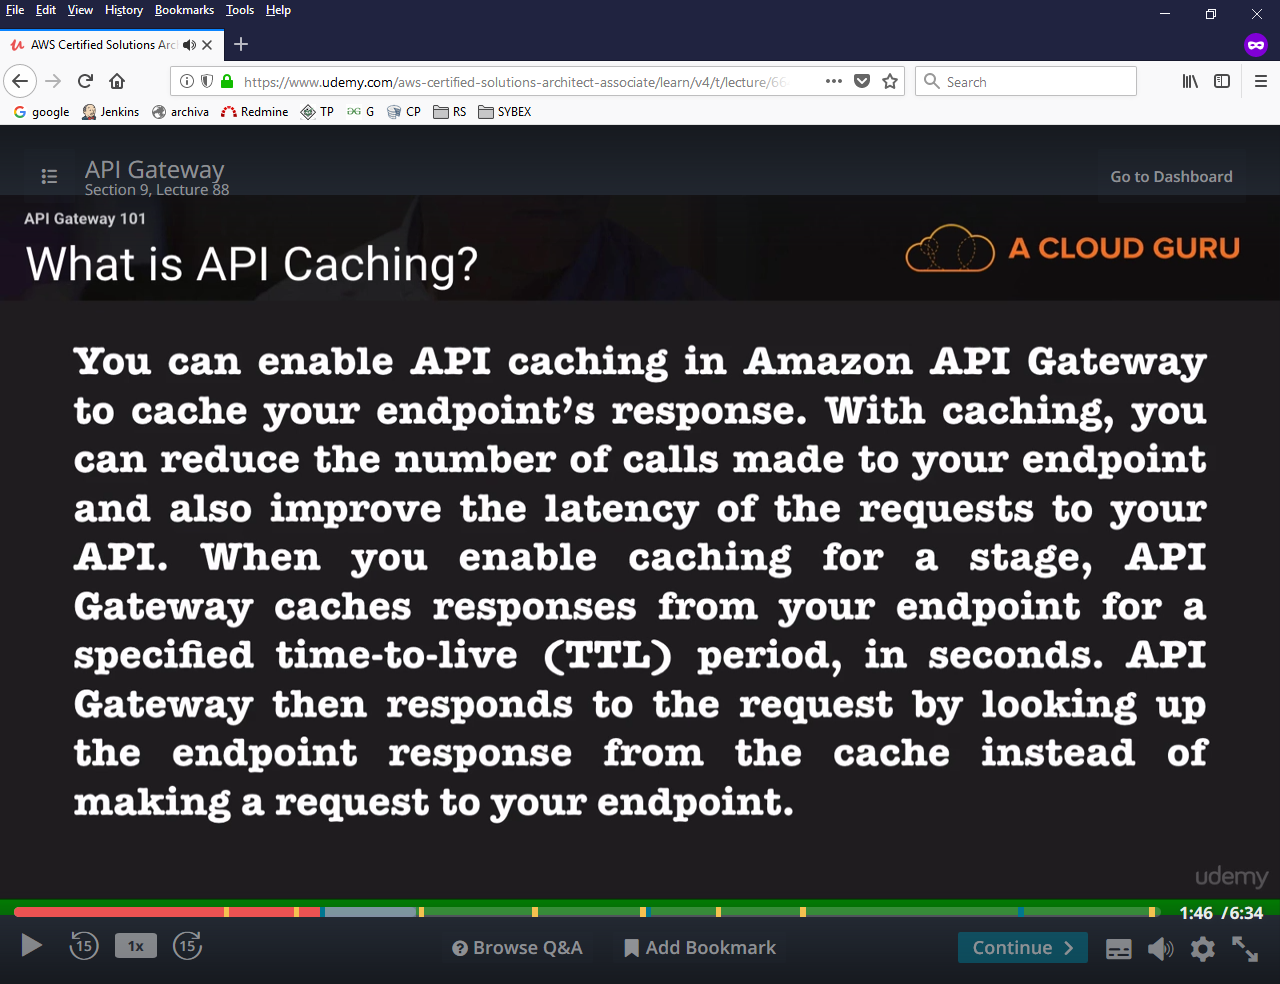 File Edit View History Bookmarks Tools Help
AWS Certified Solutions Arc
https://www.udemy.com/aws-certified-solutions-architect-associate/learn/v4/t/lecture/66
Search
google Jenkins archiva Redmine TP G CP RS SYBEX
API Gateway
Section 9, Lecture 88
Go to Dashboard
API Gateway 101
What is API Caching?
A CLOUD GURU
You can enable API caching in Amazon API Gateway
to cache your endpoint’s response. With caching, you
can reduce the number of calls made to your endpoint
and also improve the latency of the requests to your
API. When you enable caching for a stage, API
Gateway caches responses from your endpoint for a
specified time-to-live (TTL) period, in seconds. API
Gateway then responds to the request by looking up
the endpoint response from the cache instead of
making a request to your endpoint.
udemy
1:46 /6:34
15 1x 15
Browse Q&A
Add Bookmark
Continue